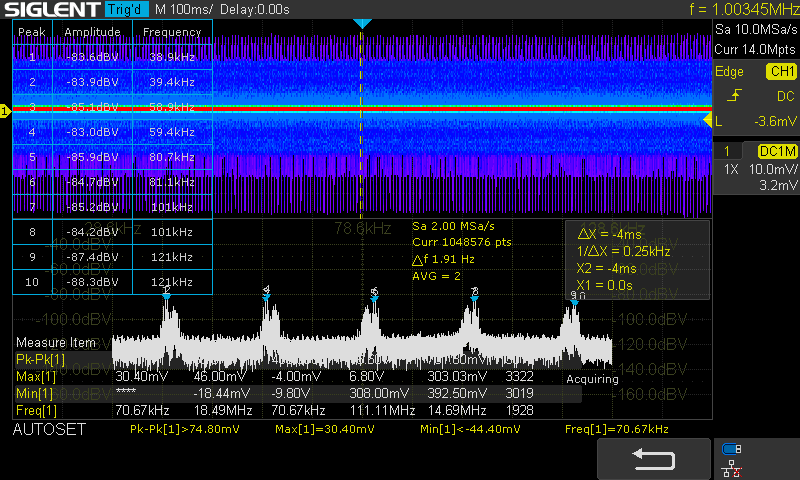 SIGLENT Trig'd M 100ms/ Delay:0.00s f = 1.00345MHz
Sa 10.0MSa/s
Curr 14.0Mpts
Edge CH1
DC
L -3.6mV
1 DC1M
1X 10.0mV/
3.2mV
Peak Amplitude Frequency
1 -83.6dBV 38.9kHz
2 -83.9dBV 39.4kHz
3 -85.1dBV 58.9kHz
4 -83.0dBV 59.4kHz
5 -85.9dBV 80.7kHz
6 -84.7dBV 81.1kHz
7 -85.2dBV 101kHz
8 -84.2dBV 101kHz
9 -87.4dBV 121kHz
10 -88.3dBV 121kHz
1
78.6kHz
Sa 2.00 MSa/s
Curr 1048576 pts
△f 1.91 Hz
AVG = 2
△X = -4ms
1/△X = 0.25kHz
X2 = -4ms
X1 = 0.0s
-100.0dBV
-120.0dBV
-140.0dBV
Measure Item
Pk-Pk[1]
Max[1] 30.40mV 46.00mV -4.00mV 6.80V 303.03mV 3322
Min[1] **** -18.44mV -9.80V 308.00mV 392.50mV 3019
Freq[1] 70.67kHz 18.49MHz 70.67kHz 111.11MHz 14.69MHz 1928
Acquiring
AUTOSET Pk-Pk[1]>74.80mV Max[1]=30.40mV Min[1]<-44.40mV Freq[1]=70.67kHz